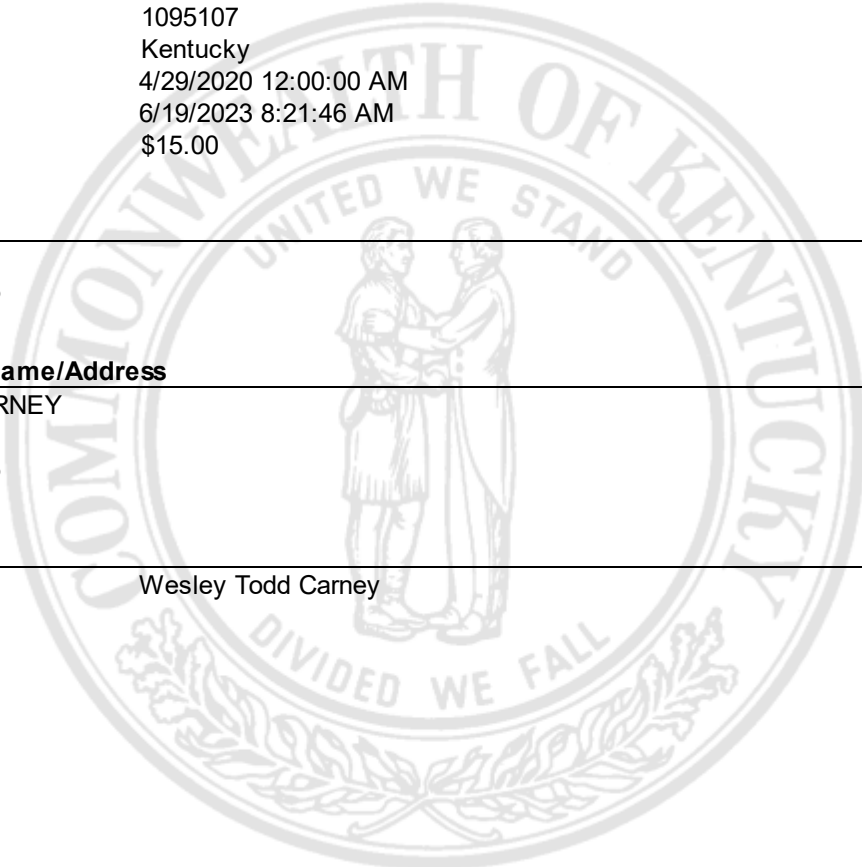 1095107
Kentucky
4/29/2020 12:00:00 AM
6/19/2023 8:21:46 AM
$15.00
COMMONWEALTH OF KENTUCKY
UNITED WE STAND
ame/Address
RNEY
Wesley Todd Carney
DIVIDED WE FALL